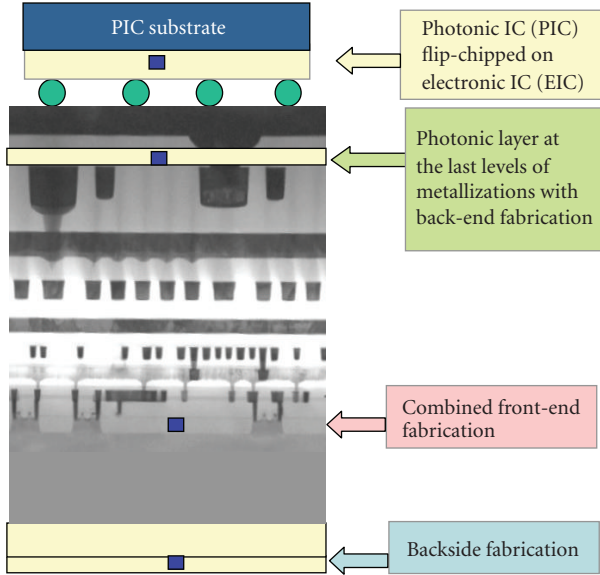 PIC substrate
Photonic IC (PIC)
flip-chipped on
electronic IC (EIC)
Photonic layer at
the last levels of
metallizations with
back-end fabrication
Combined front-end
fabrication
Backside fabrication